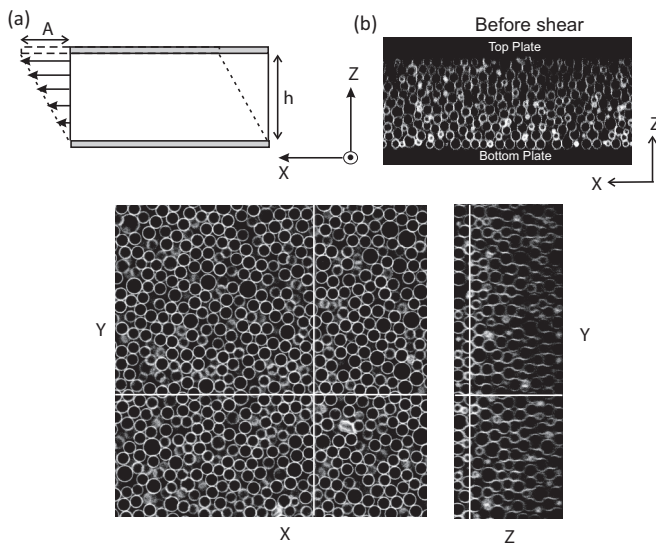 (a)
A
h
Z
X
(b)
Before shear
Top Plate
Bottom Plate
Z
X
Y
X
Y
Z